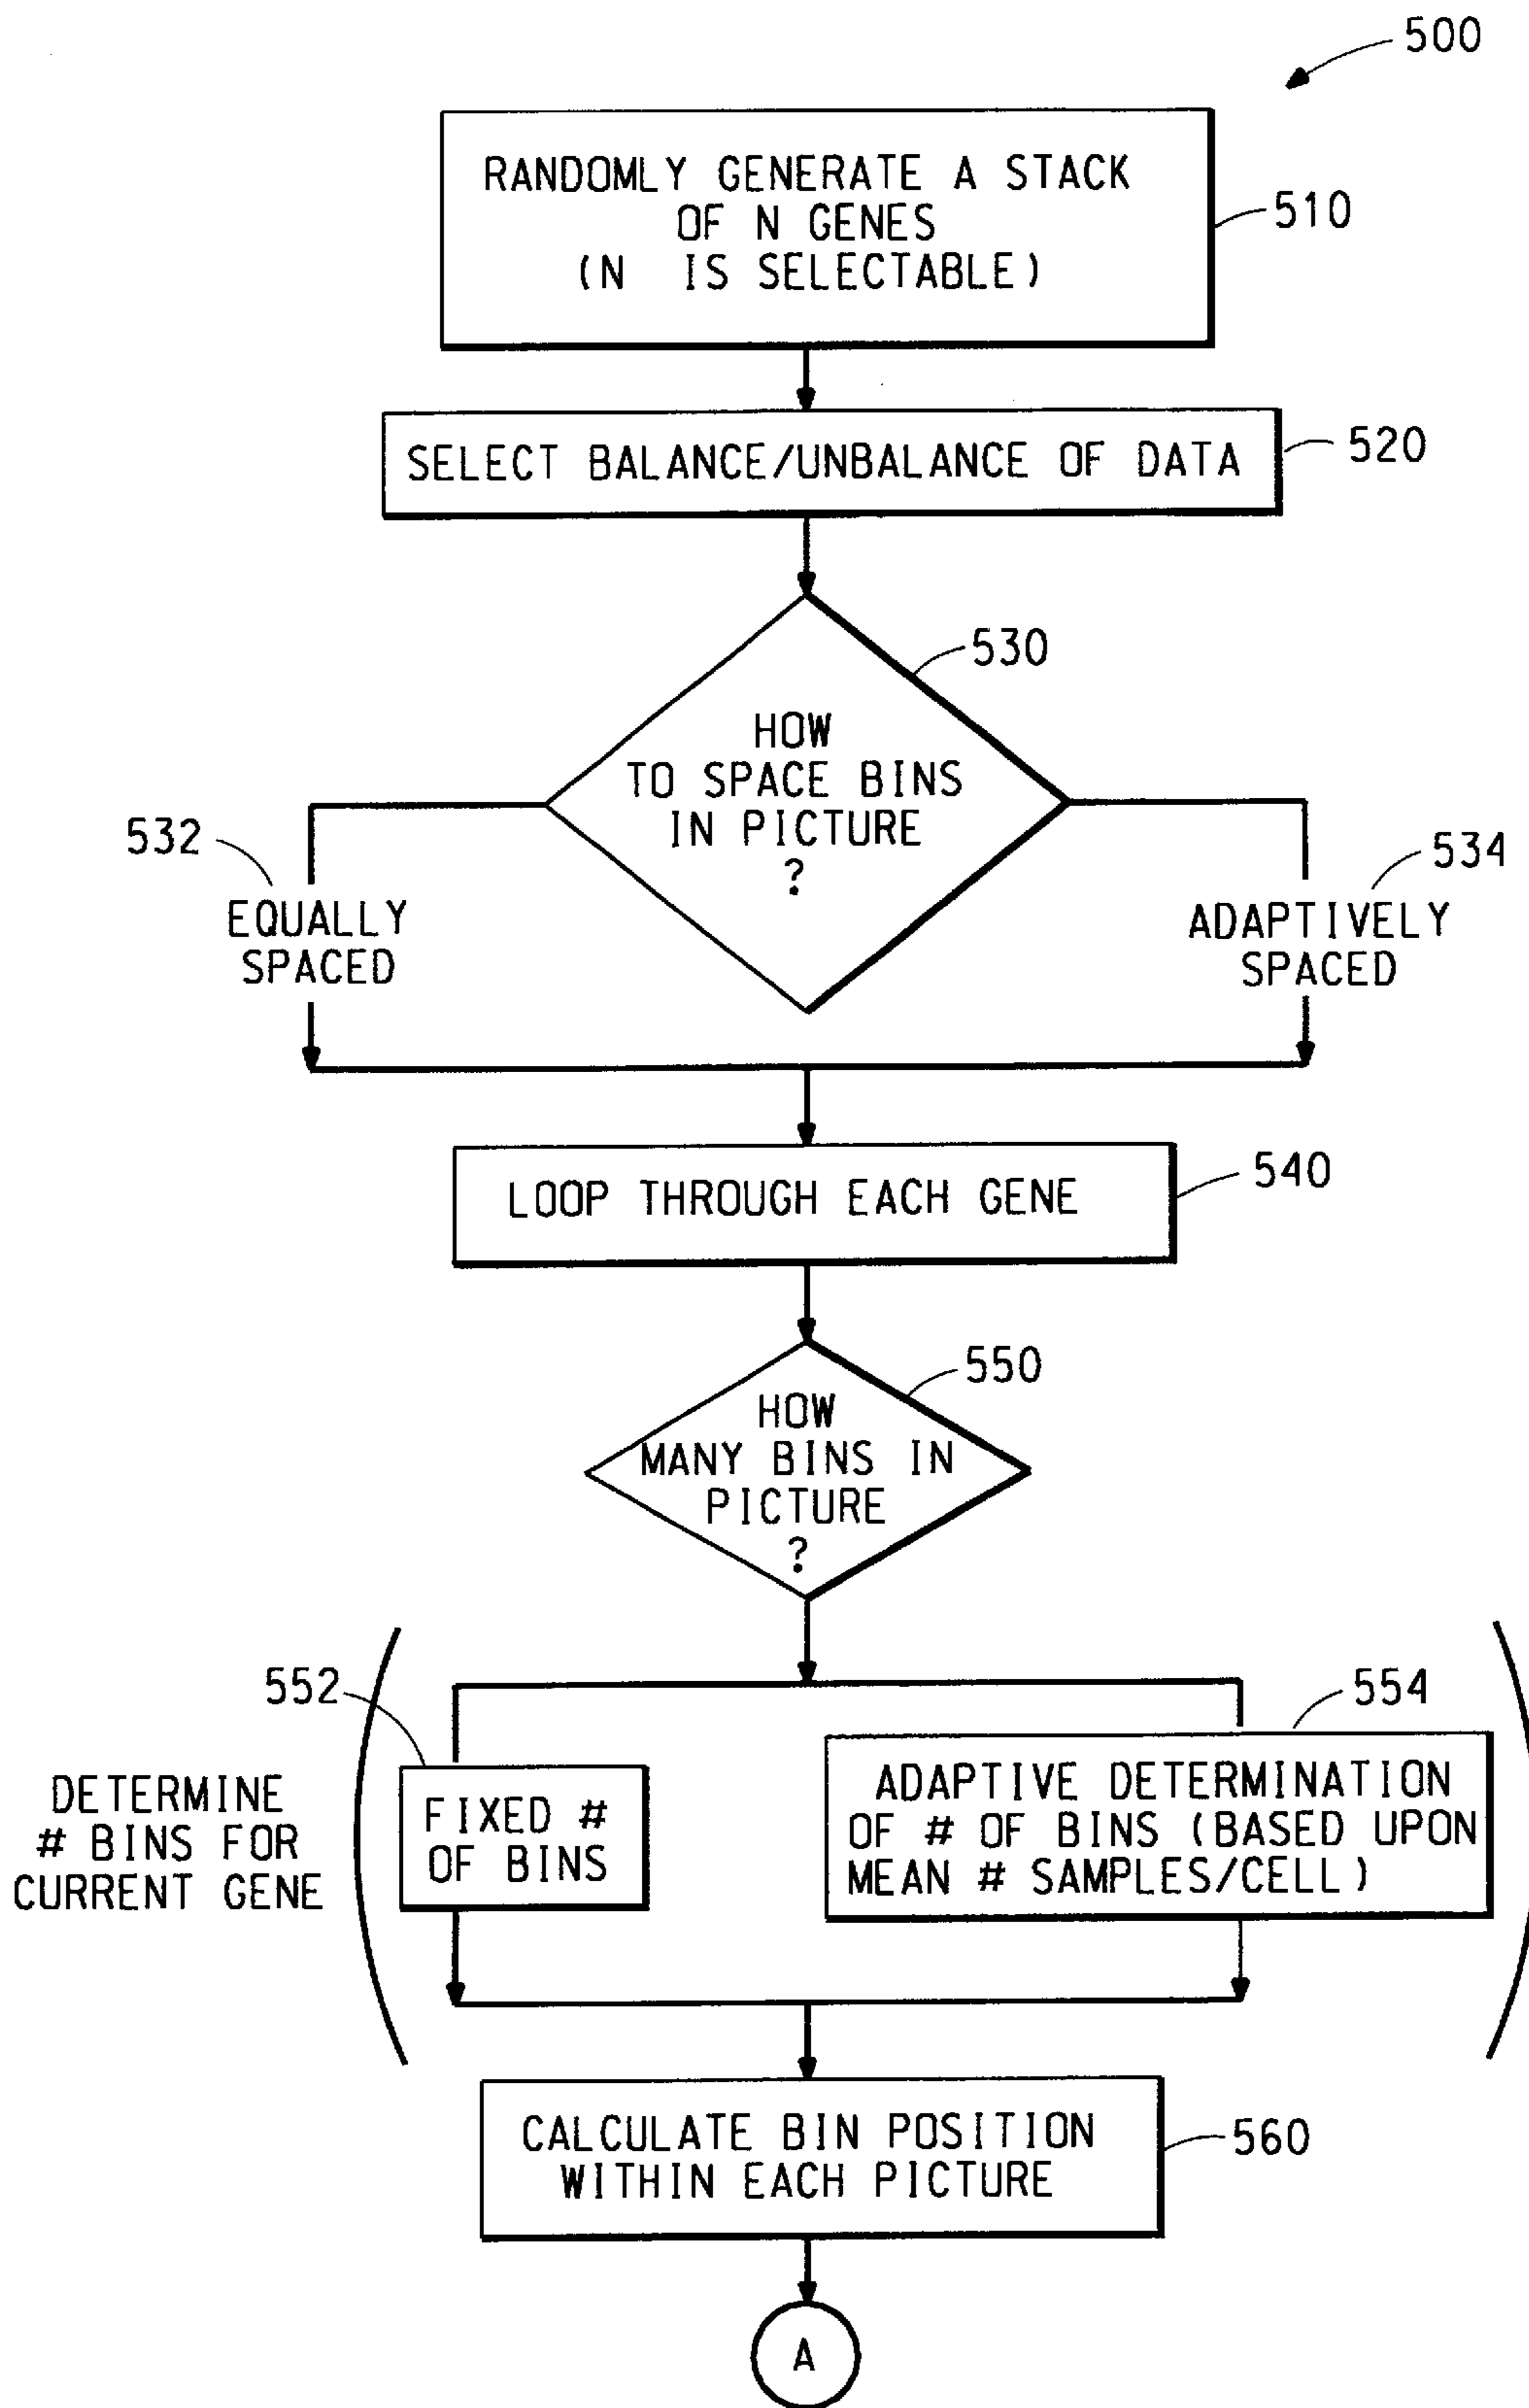 500
RANDOMLY GENERATE A STACK
OF N GENES
(N IS SELECTABLE)
510
SELECT BALANCE/UNBALANCE OF DATA
520
530
HOW
TO SPACE BINS
IN PICTURE
?
532
EQUALLY
SPACED
534
ADAPTIVELY
SPACED
LOOP THROUGH EACH GENE
540
550
HOW
MANY BINS IN
PICTURE
?
DETERMINE
# BINS FOR
CURRENT GENE
552
FIXED #
OF BINS
554
ADAPTIVE DETERMINATION
OF # OF BINS (BASED UPON
MEAN # SAMPLES/CELL)
CALCULATE BIN POSITION
WITHIN EACH PICTURE
560
A